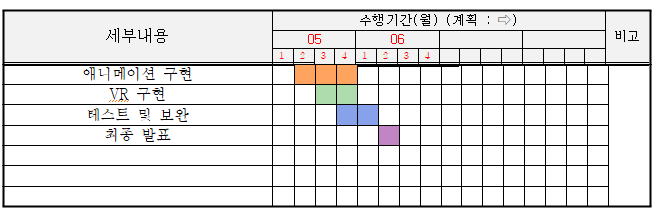 세부내용
수행기간(월) (계획 : ⇨)
비고
05 06
1 2 3 4 1 2 3 4
애니메이션 구현
VR 구현
테스트 및 보완
최종 발표